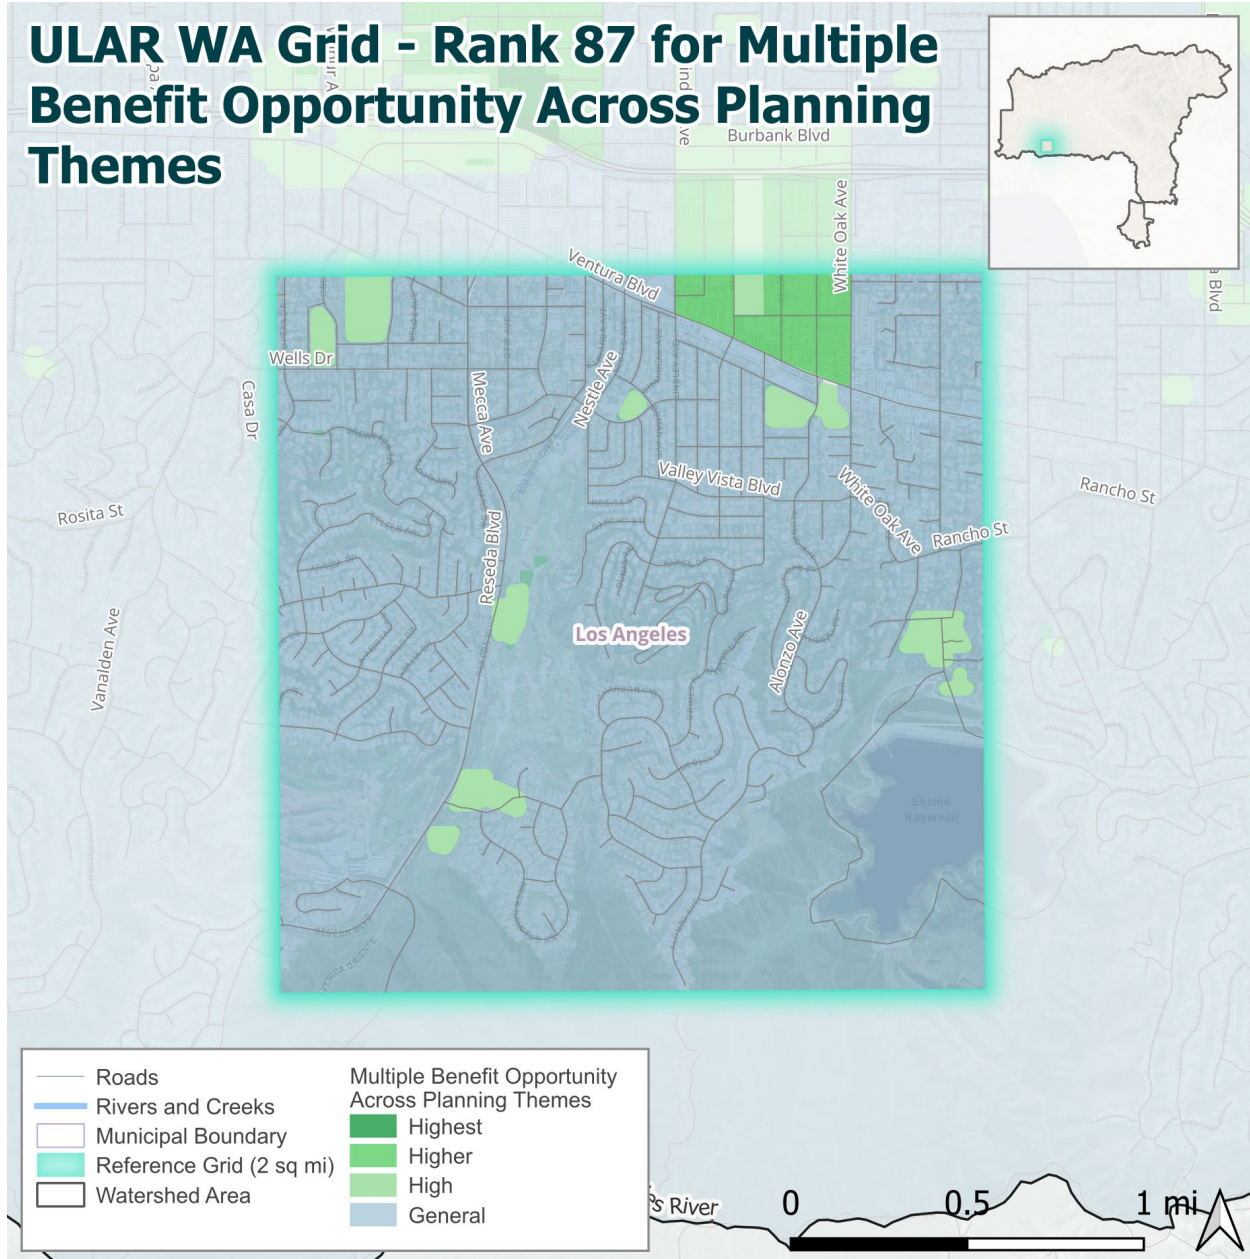 ULAR WA Grid - Rank 87 for Multiple
Benefit Opportunity Across Planning
Themes
Burbank Blvd
White Oak Ave
Ventura Blvd
Wells Dr
Casa Dr
Mecca Ave
Nestle Ave
Valley Vista Blvd
White Oak Ave
Rancho St
Rancho St
Rosita St
Reseda Blvd
Los Angeles
Alonzo Ave
Vanalden Ave
Encino
Reservoir
Roads
Rivers and Creeks
Municipal Boundary
Reference Grid (2 sq mi)
Watershed Area
Multiple Benefit Opportunity
Across Planning Themes
Highest
Higher
High
General
River
0 0.5 1 mi